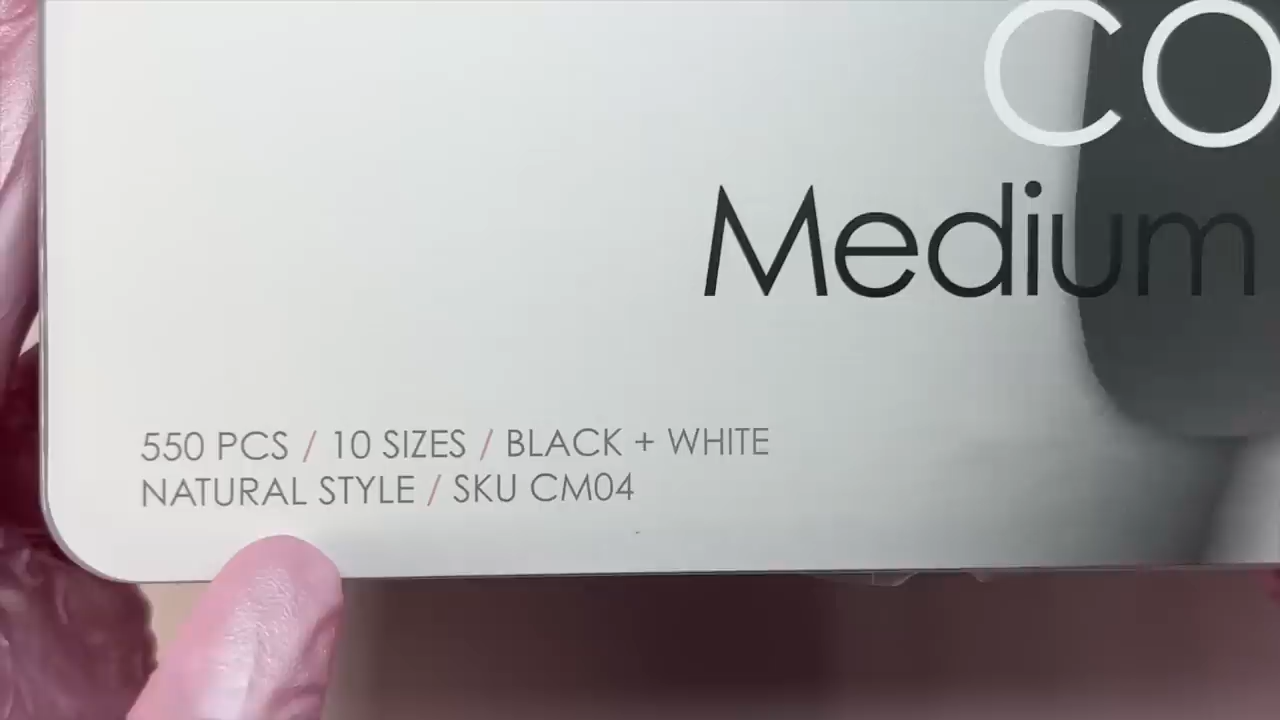 CO
Medium
550 PCS / 10 SIZES / BLACK + WHITE
NATURAL STYLE / SKU CM04